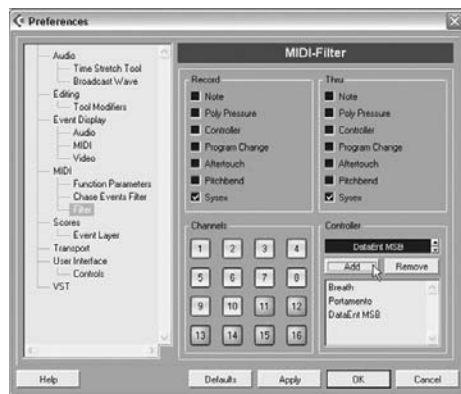 Preferences
Audio
Time Stretch Tool
Broadcast Wave
Editing
Tool Modifiers
Event Display
Audio
MIDI
Video
MIDI
Function Parameters
Chase Events Filter
Filter
Scores
Event Layer
Transport
User Interface
Controls
VST
MIDI-Filter
Record
Note
Poly Pressure
Controller
Program Change
Aftertouch
Pitchbend
Sysex
Thru
Note
Poly Pressure
Controller
Program Change
Aftertouch
Pitchbend
Sysex
Channels
1 2 3 4
5 6 7 8
9 10 11 12
13 14 15 16
Controller
DataEnt MSB
Add Remove
Breath
Portamento
DataEnt MSB
Help Defaults Apply OK Cancel